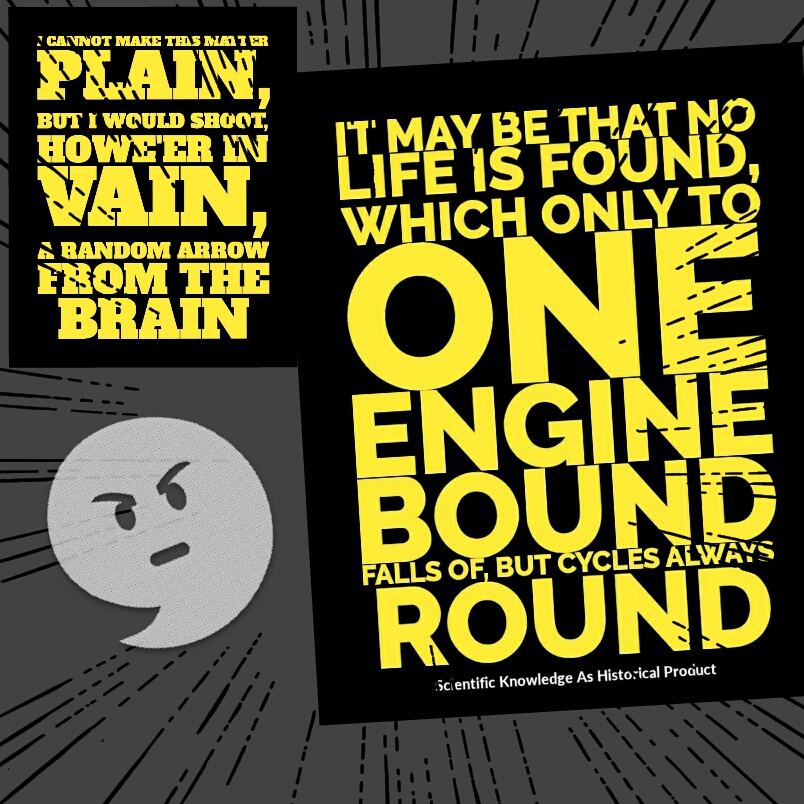 I CANNOT MAKE THIS MATTER
PLAIN,
BUT I WOULD SHOOT,
HOWE'ER IN
VAIN,
A RANDOM ARROW
FROM THE
BRAIN
IT MAY BE THAT NO
LIFE IS FOUND,
WHICH ONLY TO
ONE
ENGINE
BOUND
FALLS OF, BUT CYCLES ALWAYS
ROUND
Scientific Knowledge As Historical Product